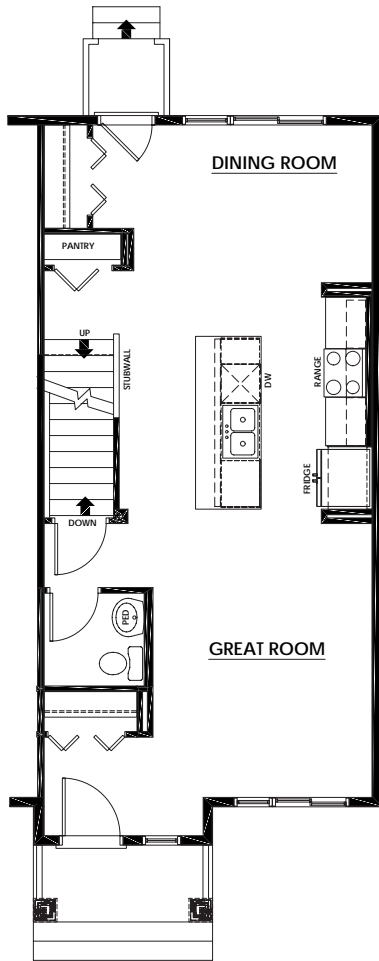 DINING ROOM
PANTRY
UP
STUBWALL
DW
RANGE
FRIDGE
DOWN
PED
GREAT ROOM